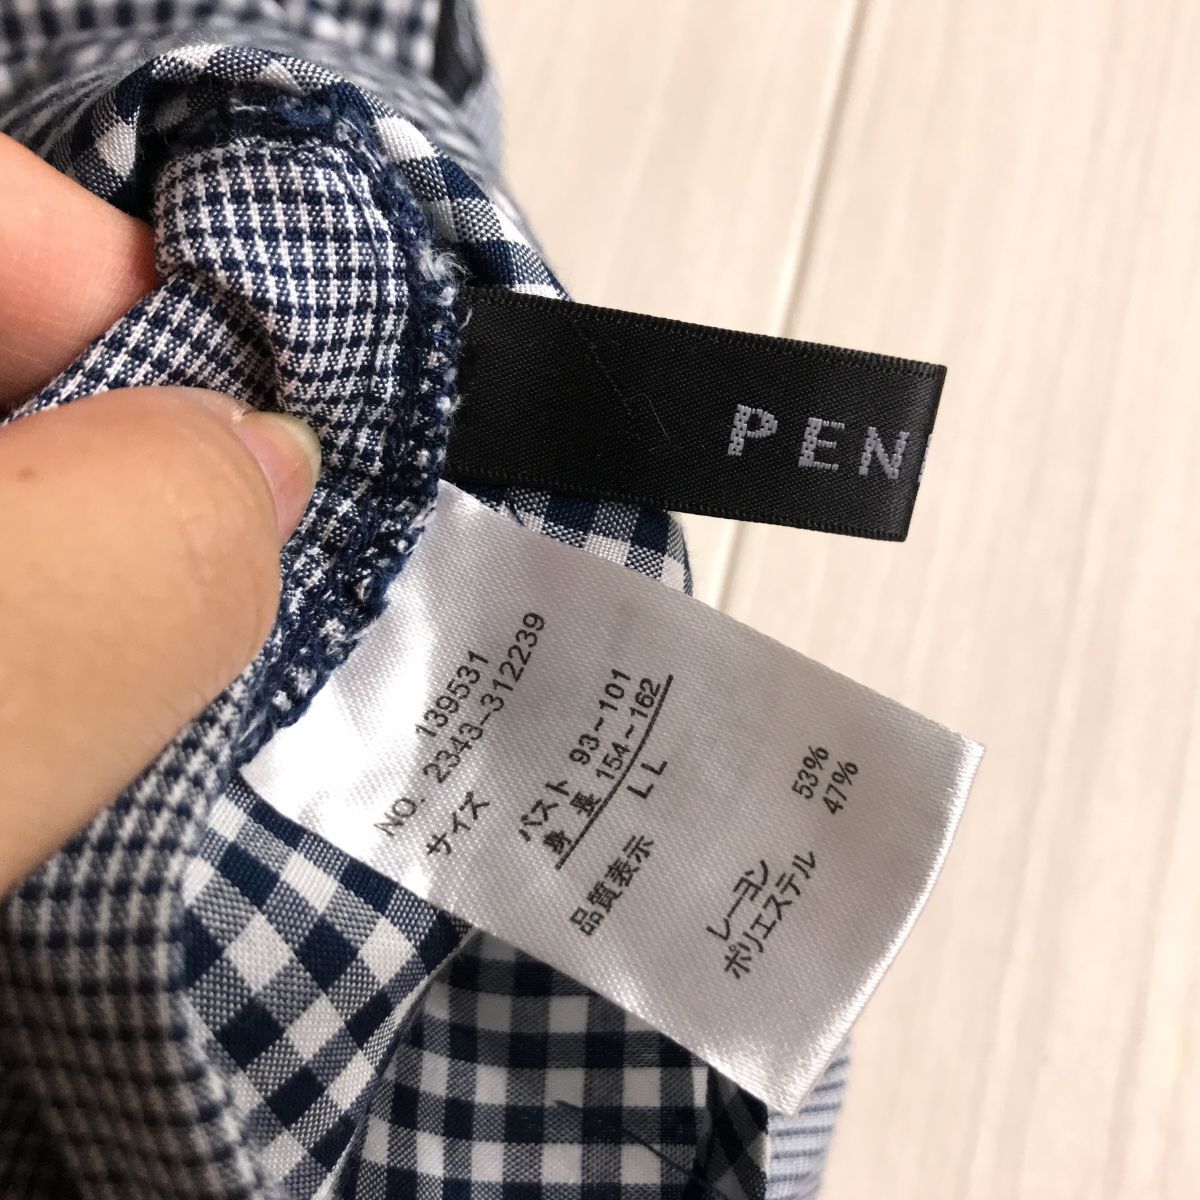 PEN
139531
NO. 2343-312239
サイズ
バスト 93~101
身 長 154~162
LL
品質表示
レーヨン 53%
ポリエステル 47%